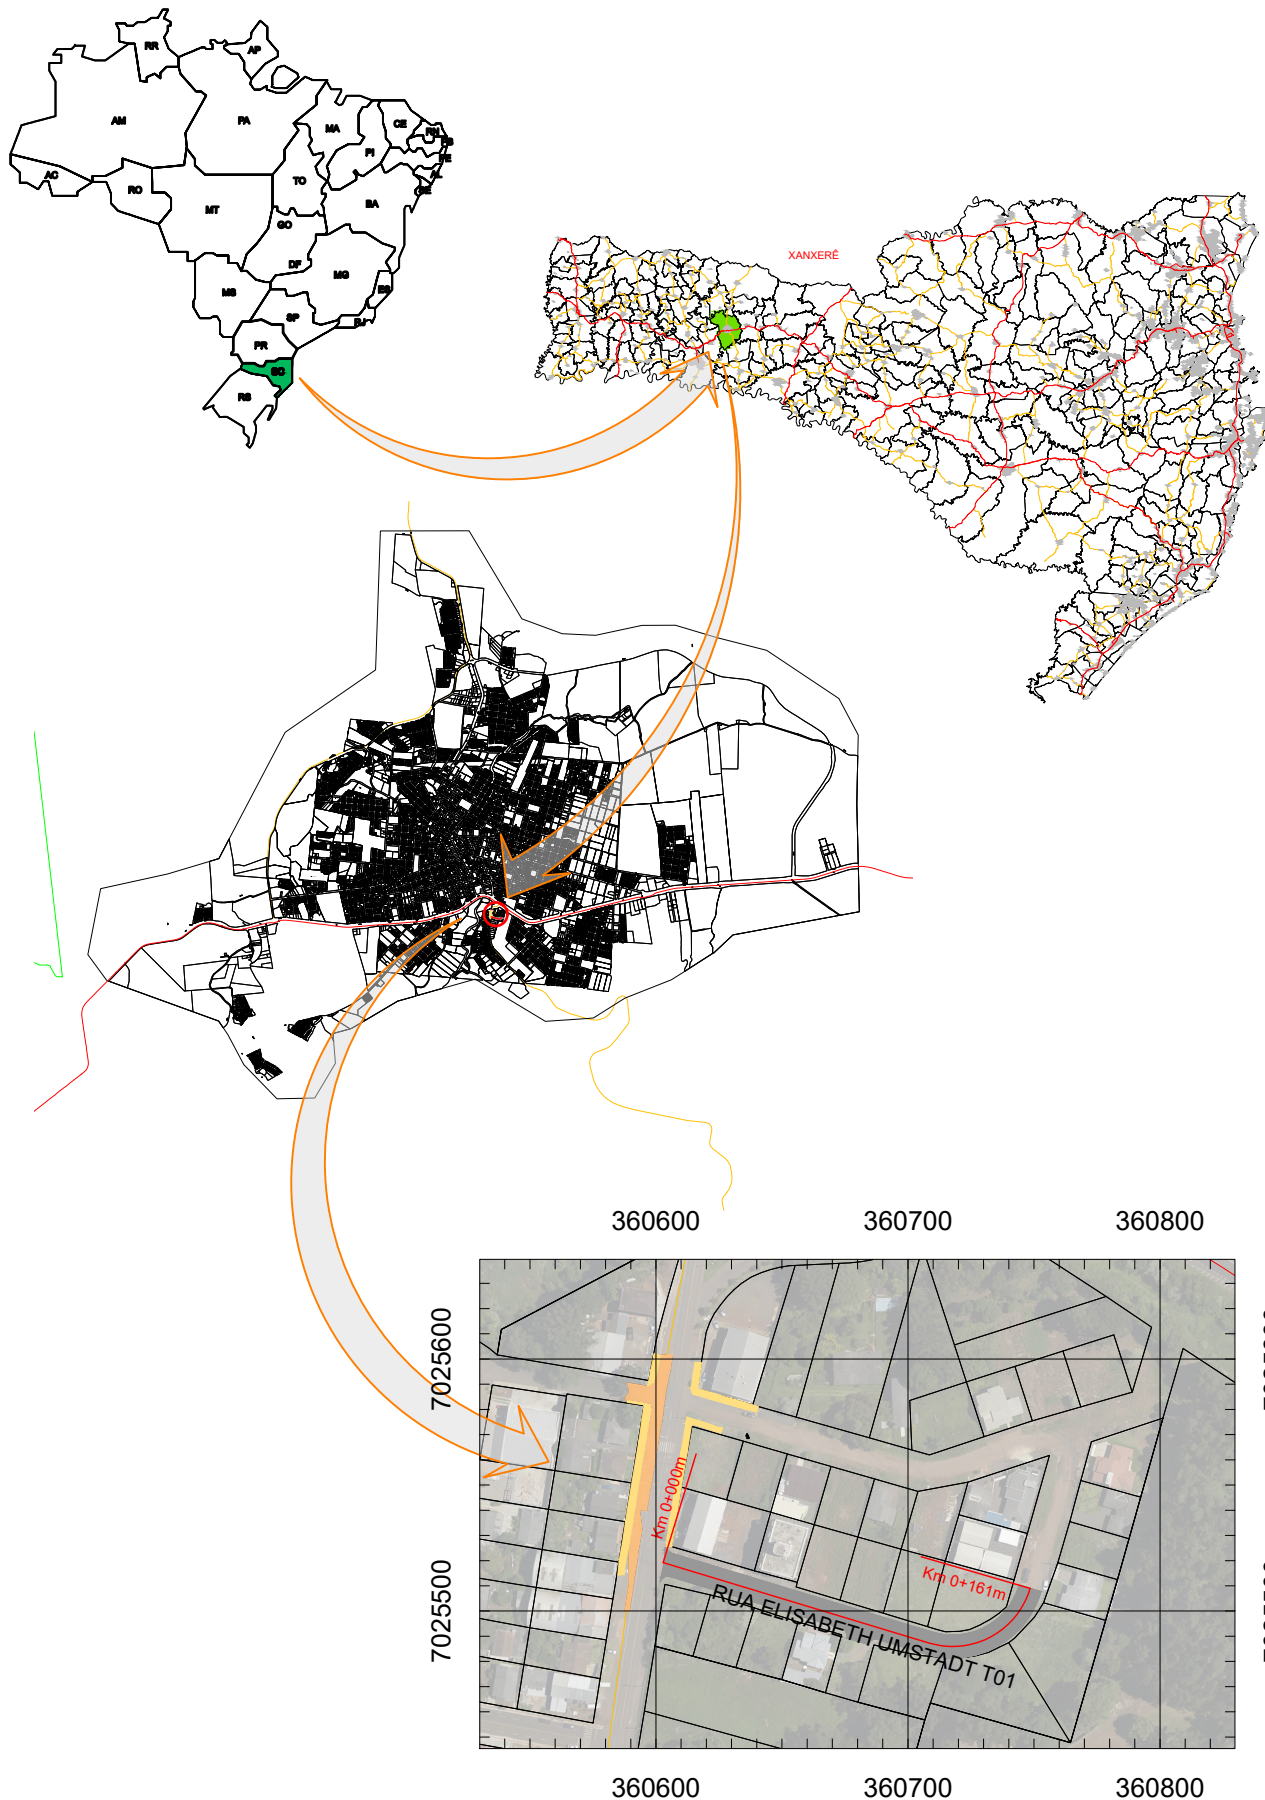 RR
AP
AM
PA
MA
CE
RN
PB
PE
PI
AL
SE
AC
RO
TO
BA
MT
GO
DF
MG
ES
MS
SP
RJ
PR
SC
RS
XANXERÊ
360600 360700 360800
7025600
7025500
Km 0+000m
Km 0+161m
RUA ELISABETH UMSTADT T01
360600 360700 360800